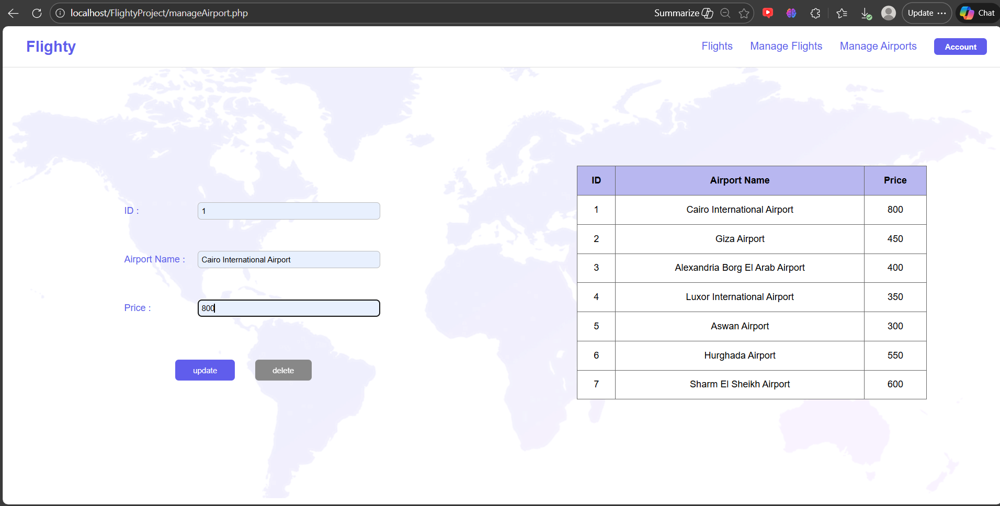 localhost/FlightyProject/manageAirport.php
Summarize
Update
Chat
Flighty
Flights
Manage Flights
Manage Airports
Account
ID :
1
Airport Name :
Cairo International Airport
Price :
800
update
delete
ID Airport Name Price
1 Cairo International Airport 800
2 Giza Airport 450
3 Alexandria Borg El Arab Airport 400
4 Luxor International Airport 350
5 Aswan Airport 300
6 Hurghada Airport 550
7 Sharm El Sheikh Airport 600